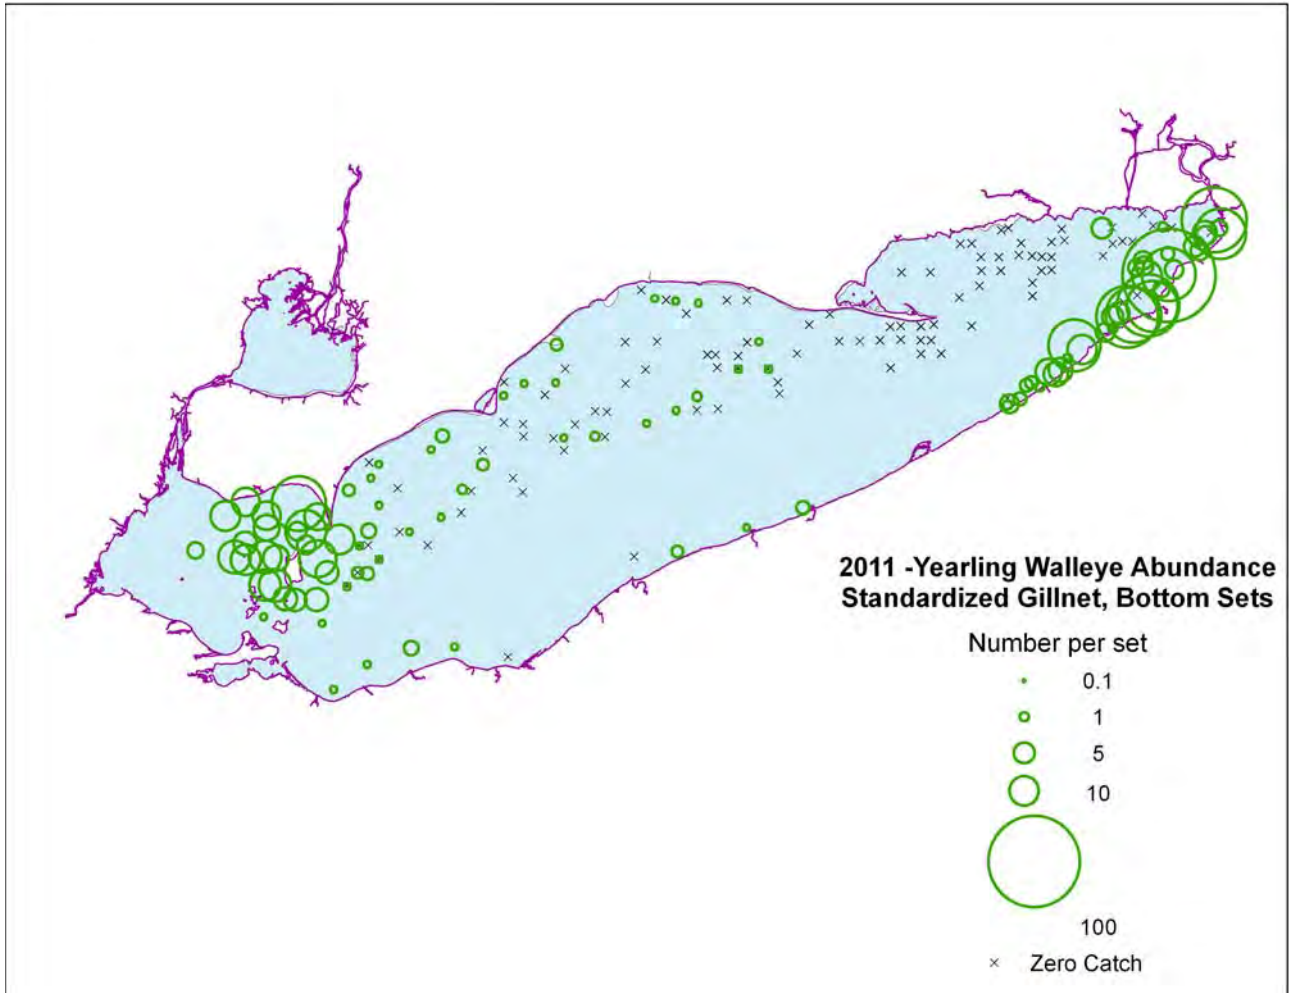 2011 -Yearling Walleye Abundance
Standardized Gillnet, Bottom Sets
Number per set
0.1
1
5
10
100
Zero Catch